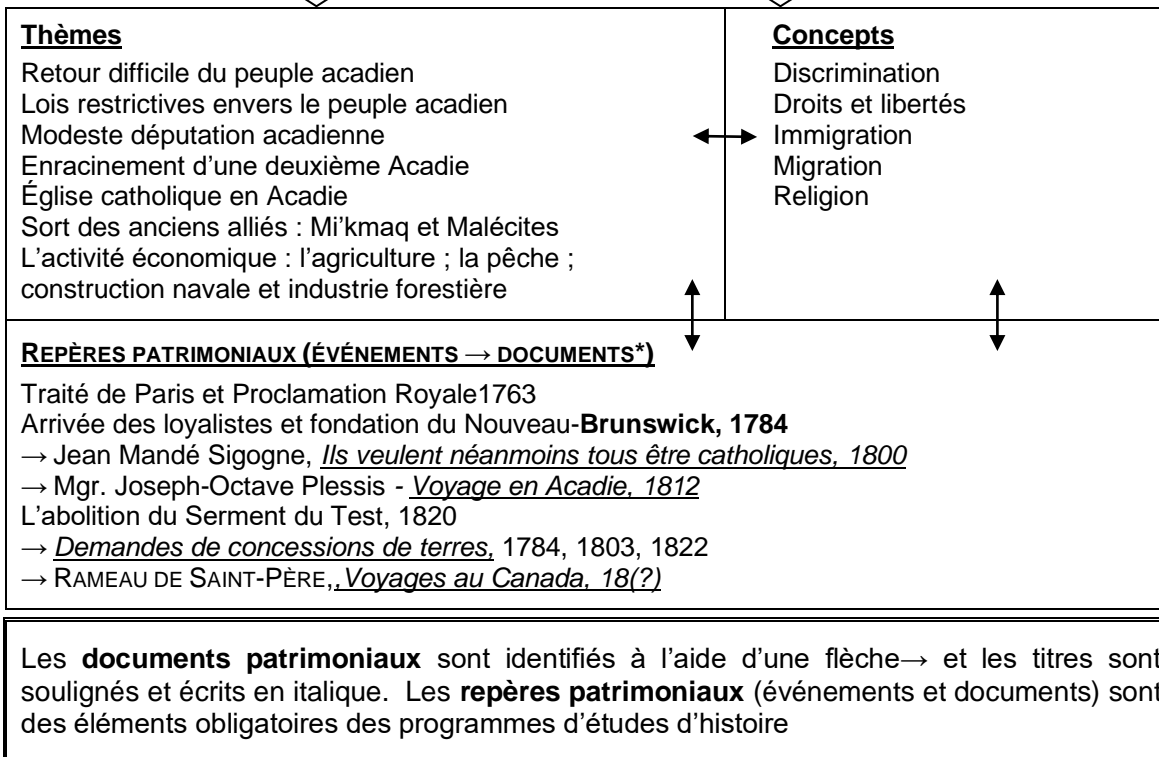 Thèmes
Retour difficile du peuple acadien
Lois restrictives envers le peuple acadien
Modeste députation acadienne
Enracinement d'une deuxième Acadie
Église catholique en Acadie
Sort des anciens alliés : Mi'kmaq et Malécites
L'activité économique : l'agriculture ; la pêche ;
construction navale et industrie forestière
Concepts
Discrimination
Droits et libertés
Immigration
Migration
Religion
REPÈRES PATRIMONIAUX (ÉVÉNEMENTS → DOCUMENTS*)
Traité de Paris et Proclamation Royale1763
Arrivée des loyalistes et fondation du Nouveau-Brunswick, 1784
→ Jean Mandé Sigogne, Ils veulent néanmoins tous être catholiques, 1800
→ Mgr. Joseph-Octave Plessis - Voyage en Acadie, 1812
L'abolition du Serment du Test, 1820
→ Demandes de concessions de terres, 1784, 1803, 1822
→ RAMEAU DE SAINT-PÈRE,,Voyages au Canada, 18(?)
Les documents patrimoniaux sont identifiés à l'aide d'une flèche→ et les titres sont
soulignés et écrits en italique. Les repères patrimoniaux (événements et documents) sont
des éléments obligatoires des programmes d'études d'histoire